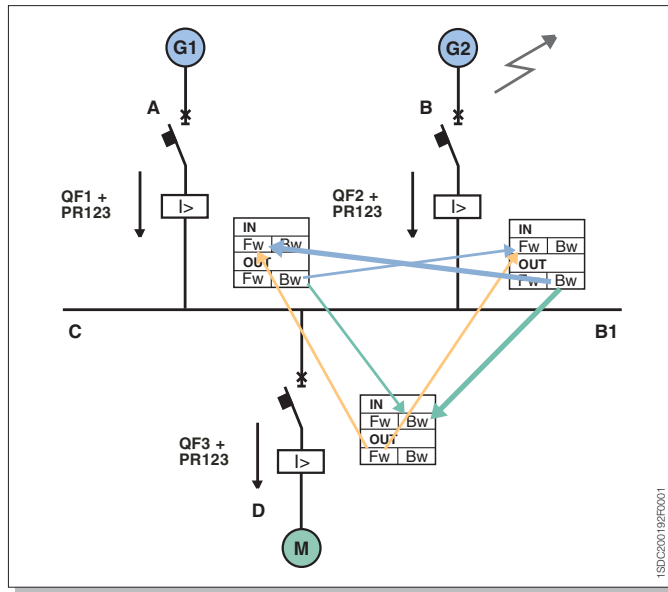 G1
G2
A
B
QF1 +
PR123
I>
QF2 +
PR123
I>
IN
Fw Bw
OUT
Fw Bw
IN
Fw Bw
OUT
Fw Bw
C
B1
QF3 +
PR123
I>
IN
Fw Bw
OUT
Fw Bw
D
M
1SDC200192F0001